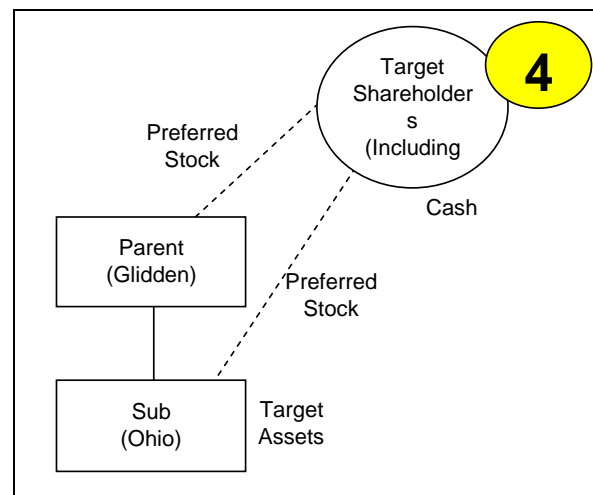 4
Target
Shareholder
s
(Including
Preferred
Stock
Cash
Parent
(Glidden)
Preferred
Stock
Sub
(Ohio)
Target
Assets